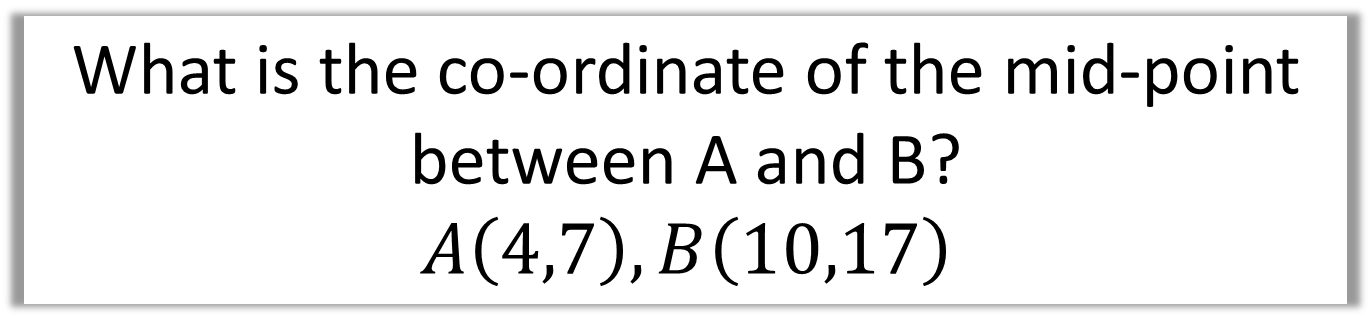 What is the co-ordinate of the mid-point
between A and B?
A(4,7), B(10,17)